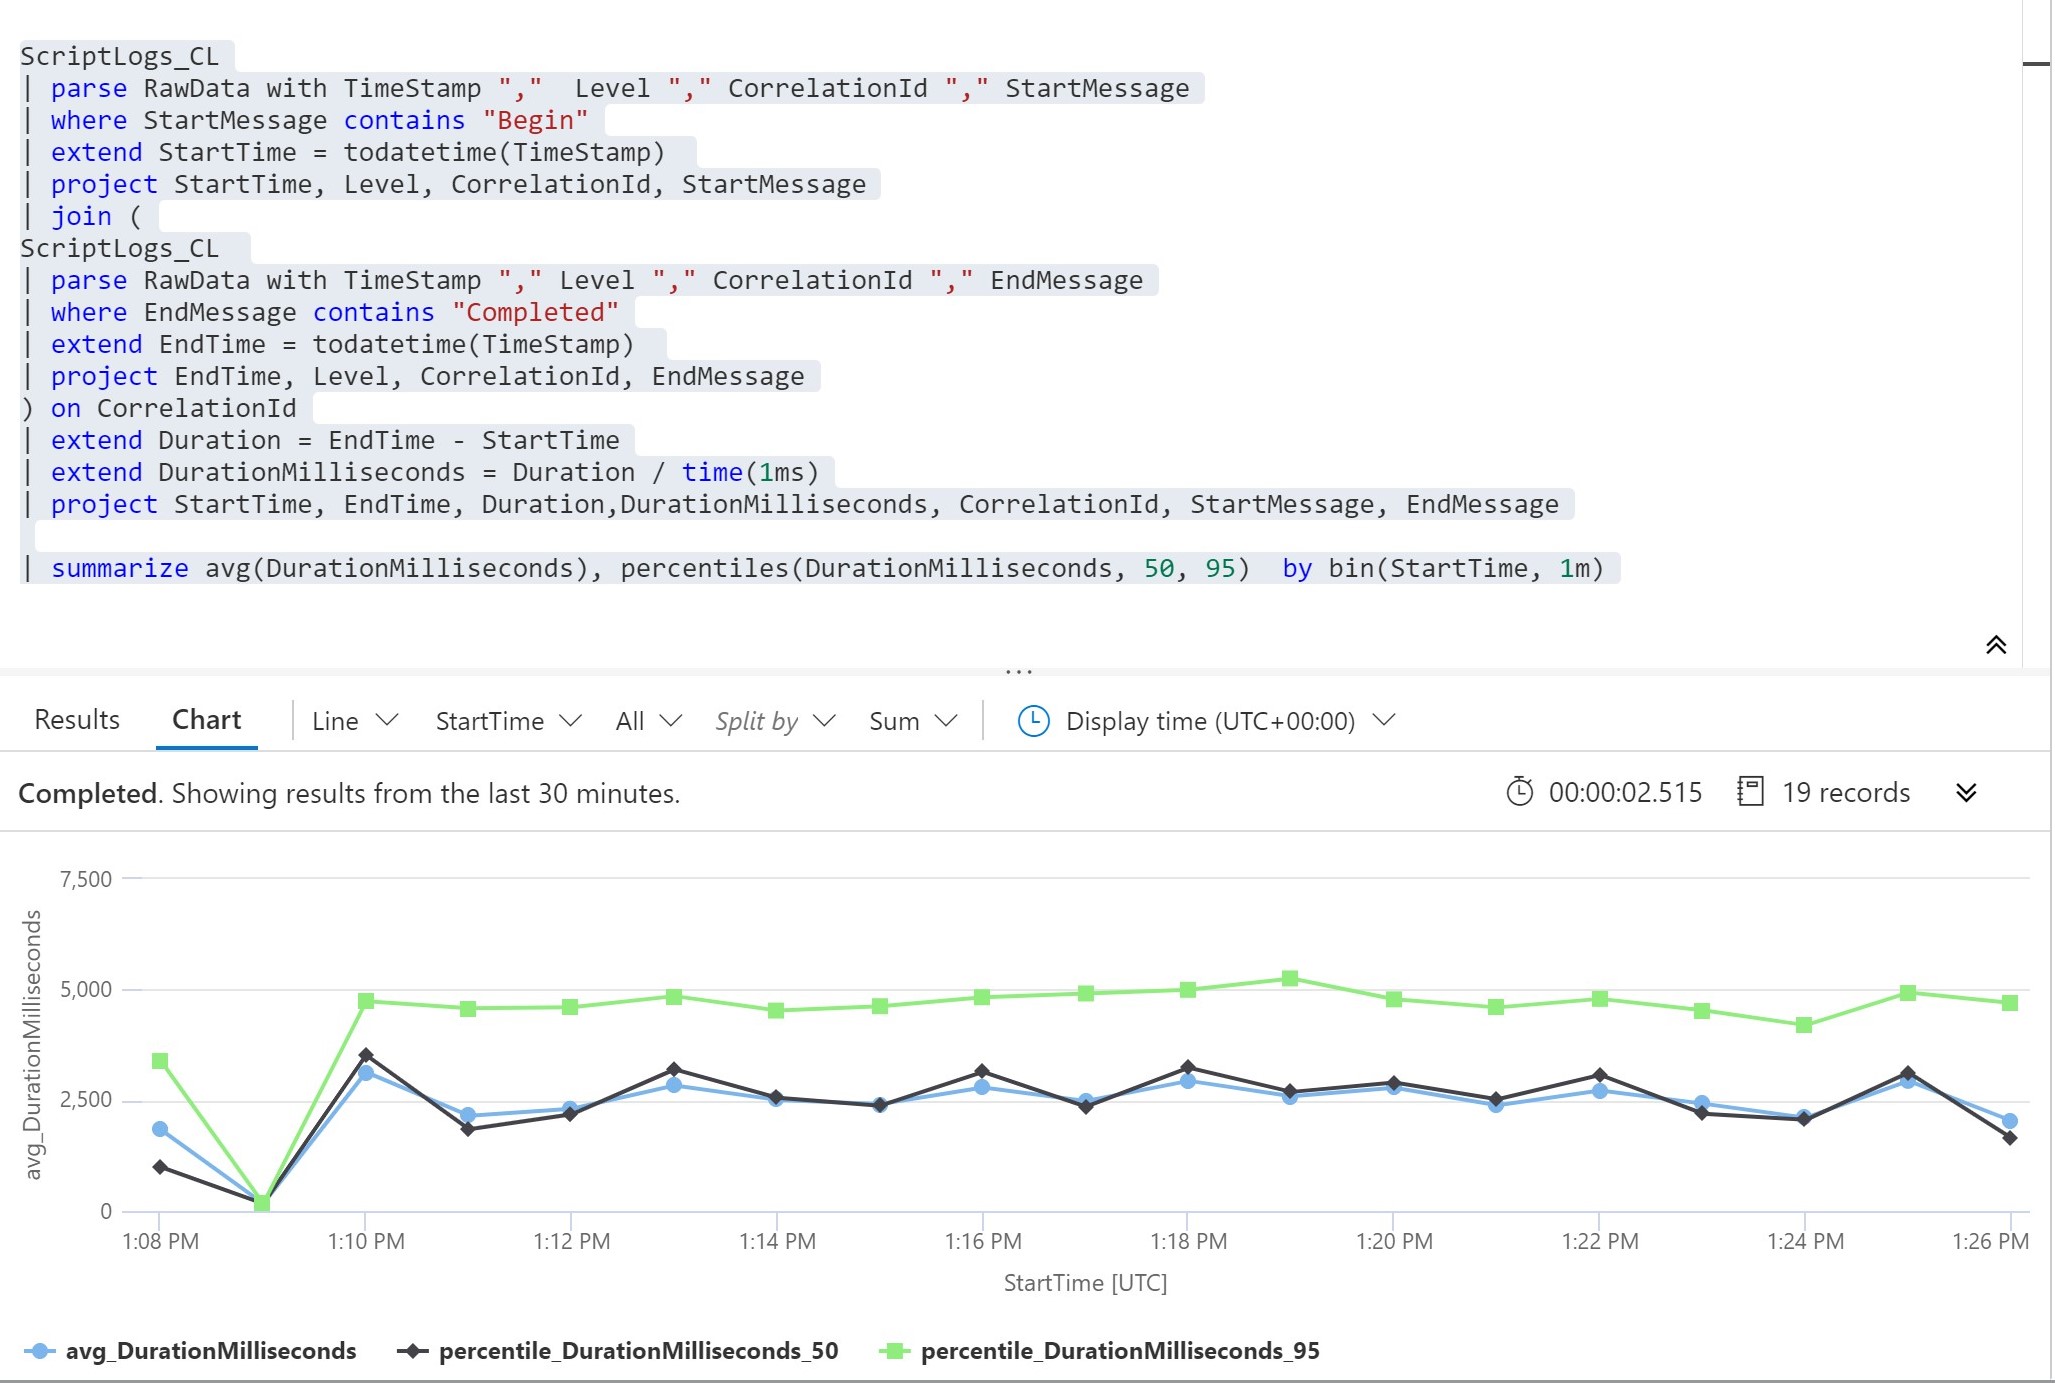 ScriptLogs_CL
| parse RawData with TimeStamp ","  Level "," CorrelationId "," StartMessage
| where StartMessage contains "Begin"
| extend StartTime = todatetime(TimeStamp)
| project StartTime, Level, CorrelationId, StartMessage
| join (
ScriptLogs_CL
| parse RawData with TimeStamp "," Level "," CorrelationId "," EndMessage
| where EndMessage contains "Completed"
| extend EndTime = todatetime(TimeStamp)
| project EndTime, Level, CorrelationId, EndMessage
) on CorrelationId
| extend Duration = EndTime - StartTime
| extend DurationMilliseconds = Duration / time(1ms)
| project StartTime, EndTime, Duration,DurationMilliseconds, CorrelationId, StartMessage, EndMessage
| summarize avg(DurationMilliseconds), percentiles(DurationMilliseconds, 50, 95)  by bin(StartTime, 1m)
...
Results Chart Line StartTime All Split by Sum Display time (UTC+00:00)
Completed. Showing results from the last 30 minutes. 00:00:02.515 19 records
7,500
5,000
2,500
0
avg_DurationMilliseconds
1:08 PM 1:10 PM 1:12 PM 1:14 PM 1:16 PM 1:18 PM 1:20 PM 1:22 PM 1:24 PM 1:26 PM
StartTime [UTC]
avg_DurationMilliseconds percentile_DurationMilliseconds_50 percentile_DurationMilliseconds_95